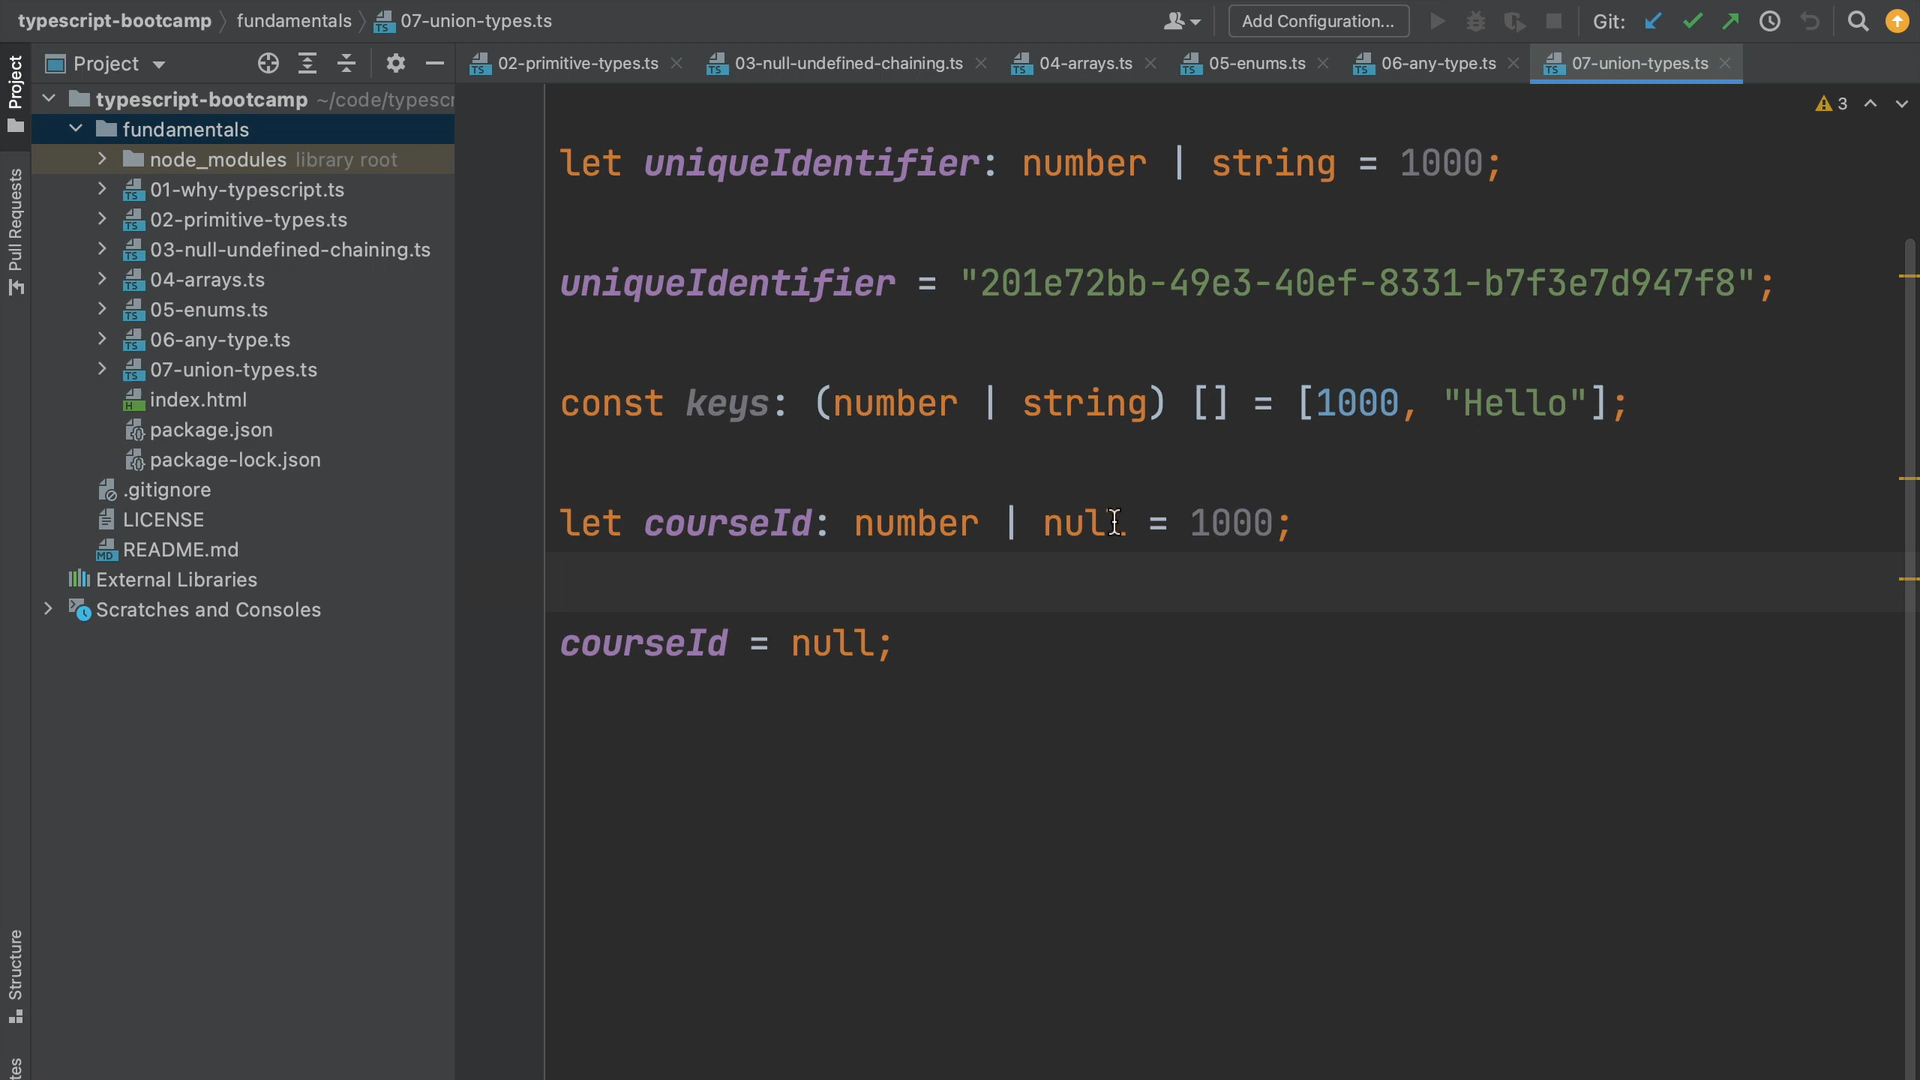 typescript-bootcamp fundamentals 07-union-types.ts Add Configuration... Git:
Project 02-primitive-types.ts 03-null-undefined-chaining.ts 04-arrays.ts 05-enums.ts 06-any-type.ts 07-union-types.ts
Project
Pull Requests
Structure
typescript-bootcamp ~/code/typescr
fundamentals
node_modules library root
01-why-typescript.ts
02-primitive-types.ts
03-null-undefined-chaining.ts
04-arrays.ts
05-enums.ts
06-any-type.ts
07-union-types.ts
index.html
package.json
package-lock.json
.gitignore
LICENSE
README.md
External Libraries
Scratches and Consoles
3
let uniqueIdentifier: number | string = 1000;
uniqueIdentifier = "201e72bb-49e3-40ef-8331-b7f3e7d947f8";
const keys: (number | string) [] = [1000, "Hello"];
let courseId: number | null = 1000;
courseId = null;